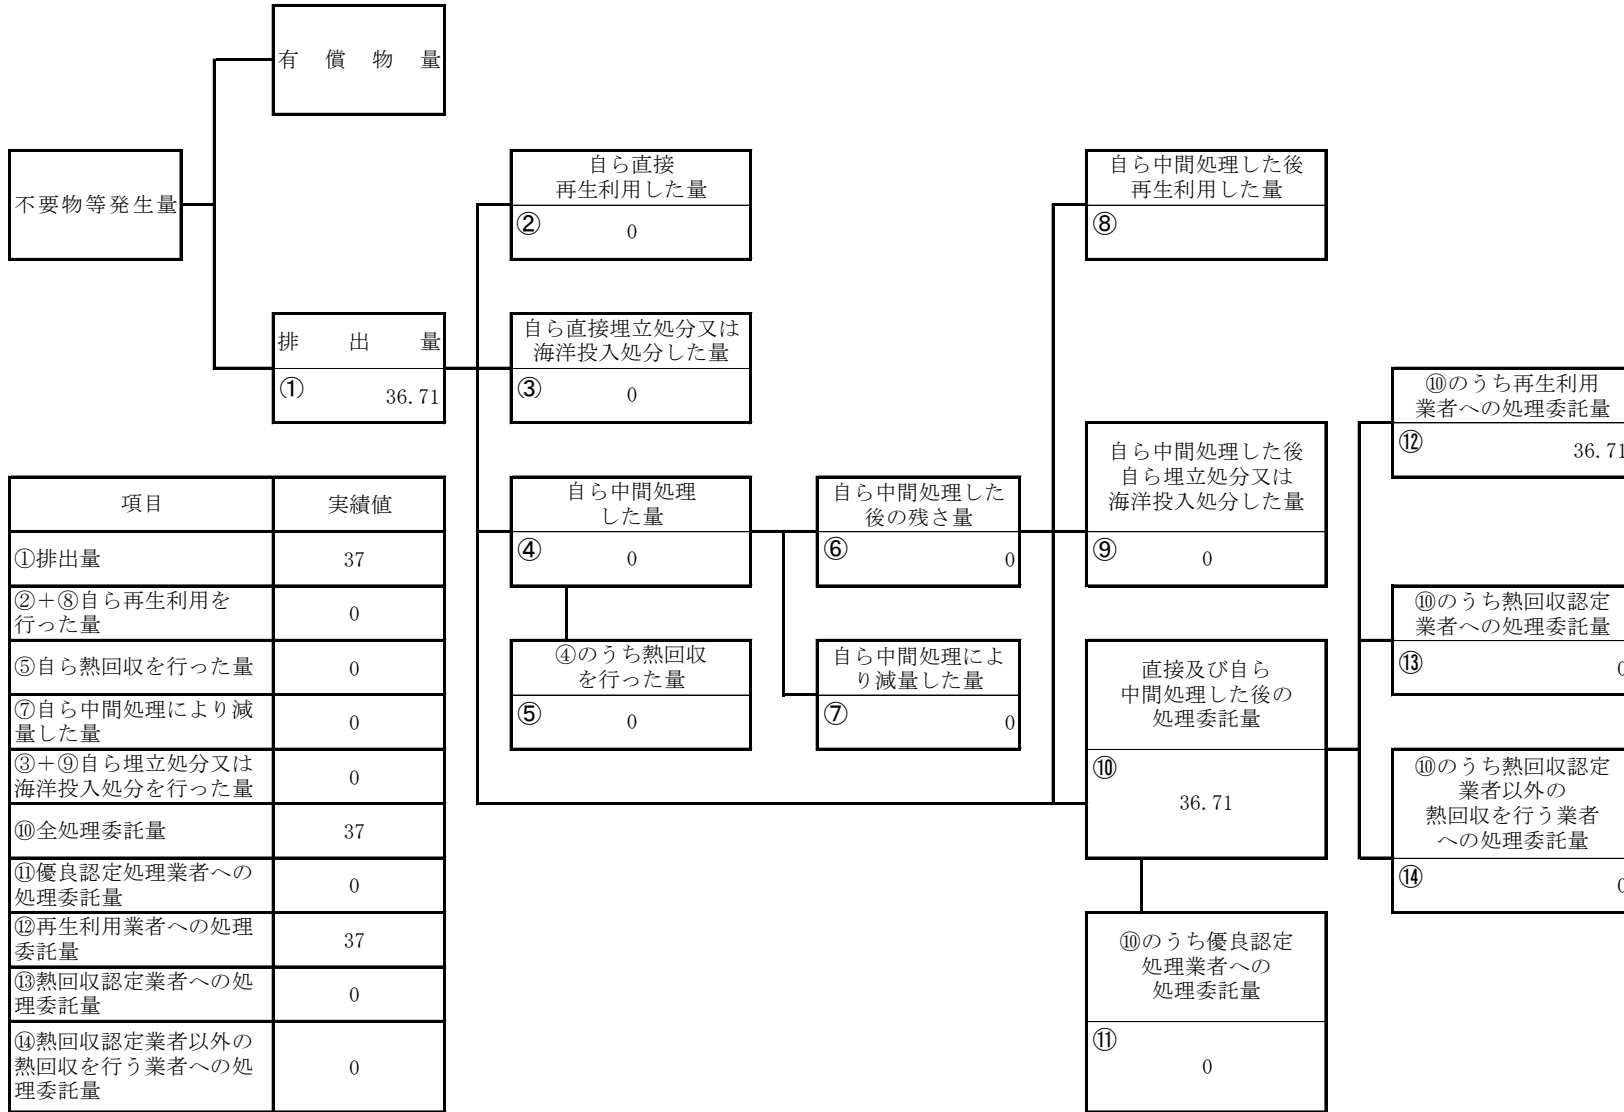 有償物量
不要物等発生量
排出量
① 36.71
自ら直接
再生利用した量
② 0
自ら直接埋立処分又は
海洋投入処分した量
③ 0
自ら中間処理
した量
④ 0
④のうち熱回収
を行った量
⑤ 0
自ら中間処理した
後の残さ量
⑥ 0
自ら中間処理によ
り減量した量
⑦ 0
自ら中間処理した後
再生利用した量
⑧
自ら中間処理した後
自ら埋立処分又は
海洋投入処分した量
⑨ 0
直接及び自ら
中間処理した後の
処理委託量
⑩
36.71
⑩のうち優良認定
処理業者への
処理委託量
⑪
0
⑩のうち再生利用
業者への処理委託量
⑫ 36.71
⑩のうち熱回収認定
業者への処理委託量
⑬ 0
⑩のうち熱回収認定
業者以外の
熱回収を行う業者
への処理委託量
⑭ 0
項目 実績値
①排出量 37
②+⑧自ら再生利用を
行った量 0
⑤自ら熱回収を行った量 0
⑦自ら中間処理により減
量した量 0
③+⑨自ら埋立処分又は
海洋投入処分を行った量 0
⑩全処理委託量 37
⑪優良認定処理業者への
処理委託量 0
⑫再生利用業者への処理
委託量 37
⑬熱回収認定業者への処
理委託量 0
⑭熱回収認定業者以外の
熱回収を行う業者への処
理委託量 0